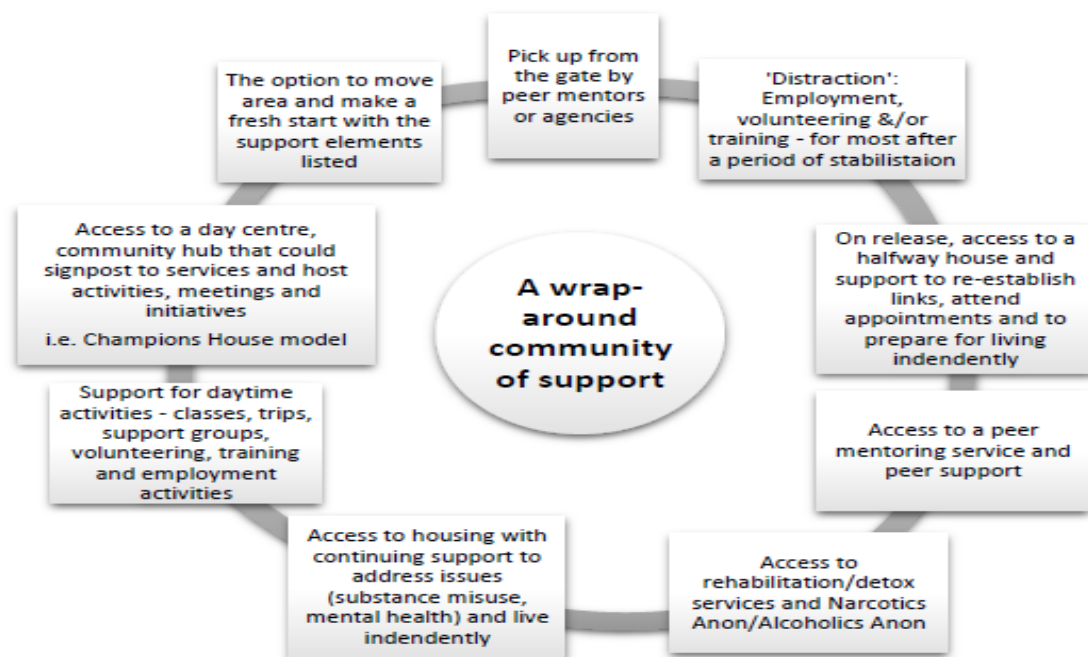 Pick up from
the gate by
peer mentors
or agencies
'Distraction':
Employment,
volunteering &/or
training - for most after
a period of stabilistaion
On release, access to a
halfway house and
support to re-establish
links, attend
appointments and to
prepare for living
indendently
Access to a peer
mentoring service and
peer support
Access to
rehabilitation/detox
services and Narcotics
Anon/Alcoholics Anon
Access to housing with
continuing support to
address issues
(substance misuse,
mental health) and live
indendently
Support for daytime
activities - classes, trips,
support groups,
volunteering, training
and employment
activities
Access to a day centre,
community hub that could
signpost to services and host
activities, meetings and
initiatives
i.e. Champions House model
The option to move
area and make a
fresh start with the
support elements
listed
A wrap-
around
community
of support